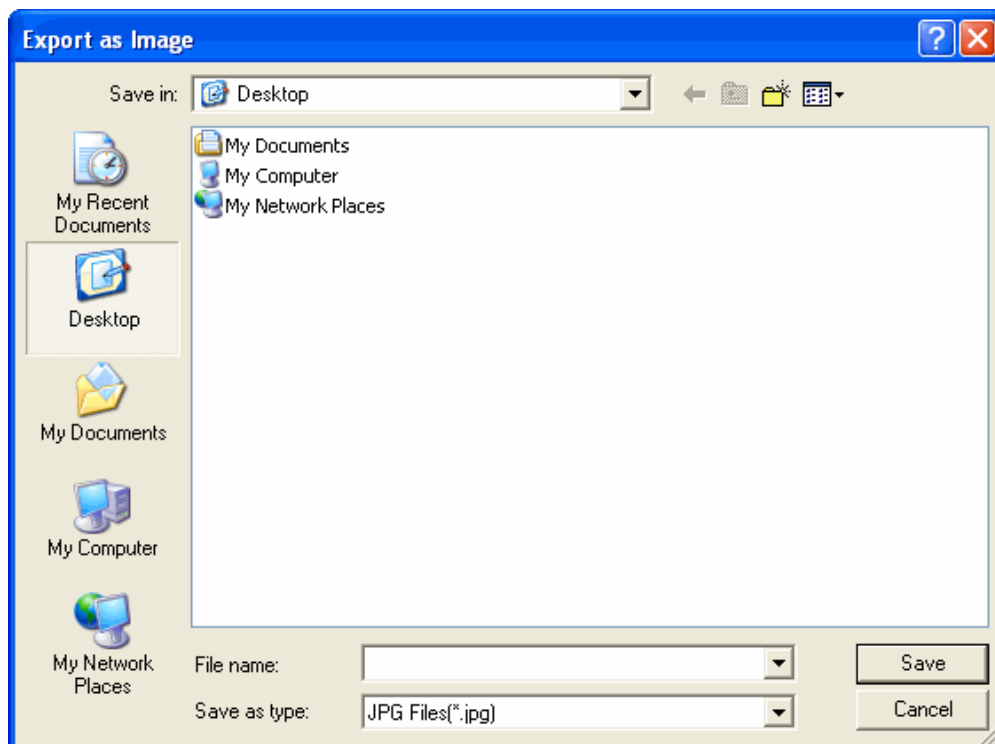 Export as Image
Save in:
Desktop
My Documents
My Computer
My Network Places
My Recent
Documents
Desktop
My Documents
My Computer
My Network
Places
File name:
Save
Save as type:
JPG Files(*.jpg)
Cancel